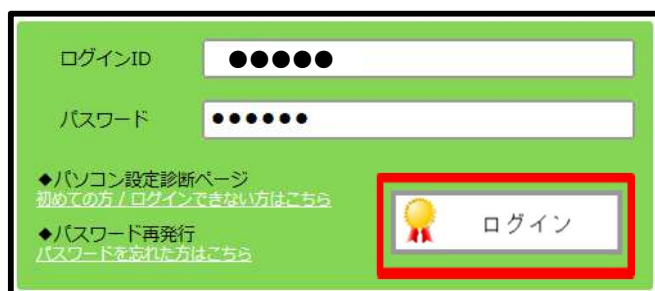 ログインID ●●●●●
パスワード ●●●●●●
◆パソコン設定診断ページ
初めての方 / ログインできない方はこちら
◆パスワード再発行
パスワードを忘れた方はこちら
ログイン